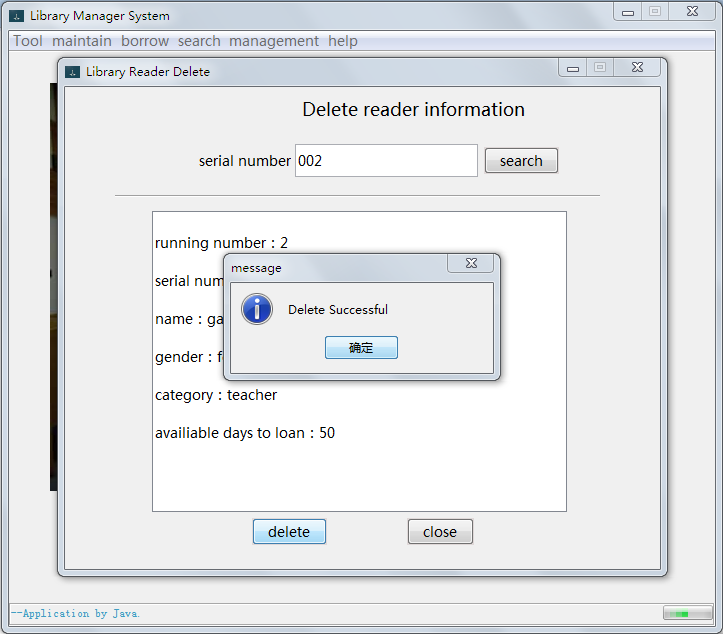 Library Manager System
Tool maintain borrow search management help
Library Reader Delete
Delete reader information
serial number 002 search
running number : 2
message
serial num
Delete Successful
name : ga
确定
gender : f
category : teacher
availiable days to loan : 50
delete close
--Application by Java.